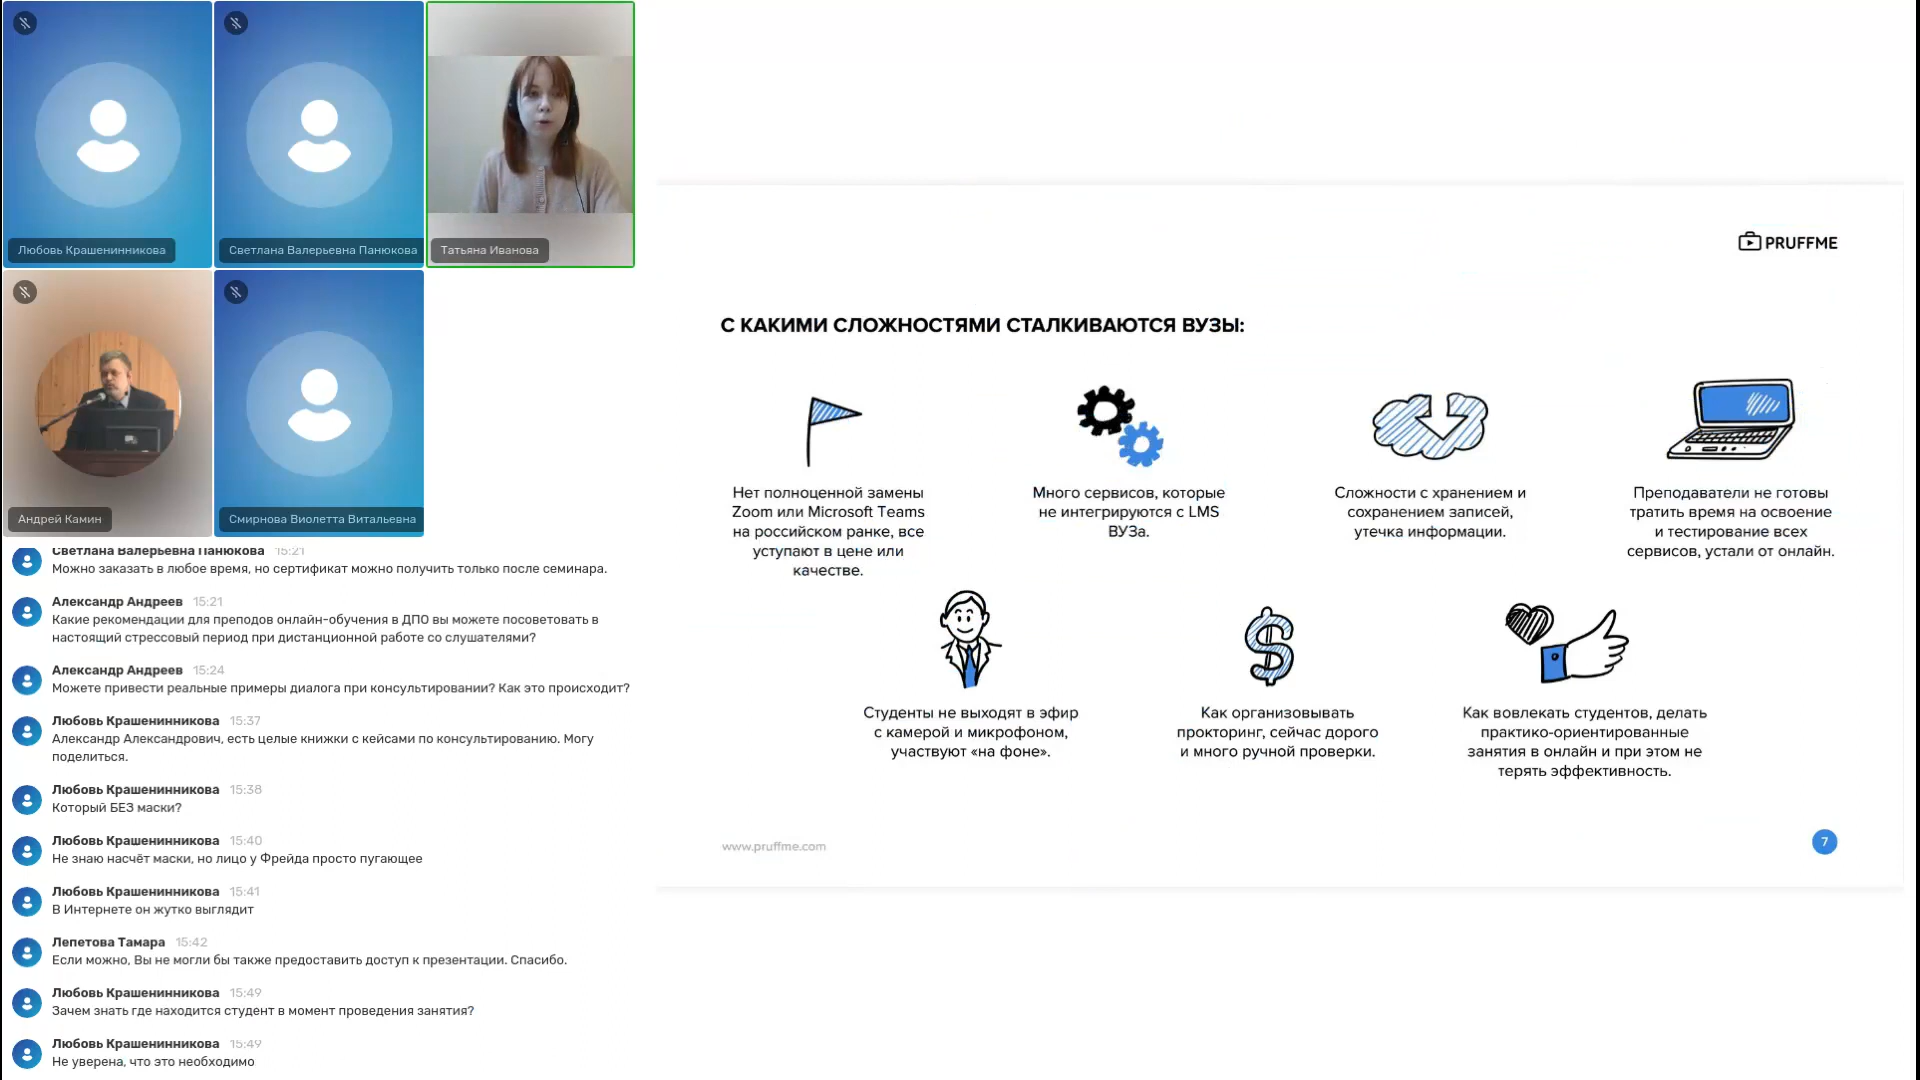 Любовь Крашенинникова
Светлана Валерьевна Панюкова
Татьяна Иванова
Андрей Камин
Смирнова Виолетта Витальевна
Светлана Валерьевна Панюкова 15:21
Можно заказать в любое время, но сертификат можно получить только после семинара.
Александр Андреев 15:21
Какие рекомендации для преподов онлайн-обучения в ДПО вы можете посоветовать в
настоящий стрессовый период при дистанционной работе со слушателями?
Александр Андреев 15:24
Можете привести реальные примеры диалога при консультировании? Как это происходит?
Любовь Крашенинникова 15:37
Александр Александрович, есть целые книжки с кейсами по консультированию. Могу
поделиться.
Любовь Крашенинникова 15:38
Который БЕЗ маски?
Любовь Крашенинникова 15:40
Не знаю насчёт маски, но лицо у Фрейда просто пугающее
Любовь Крашенинникова 15:41
В Интернете он жутко выглядит
Лепетова Тамара 15:42
Если можно, Вы не могли бы также предоставить доступ к презентации. Спасибо.
Любовь Крашенинникова 15:49
Зачем знать где находится студент в момент проведения занятия?
Любовь Крашенинникова 15:49
Не уверена, что это необходимо
PRUFFME
С КАКИМИ СЛОЖНОСТЯМИ СТАЛКИВАЮТСЯ ВУЗЫ:
Нет полноценной замены
Zoom или Microsoft Teams
на российском ранке, все
уступают в цене или
качестве.
Много сервисов, которые
не интегрируются с LMS
ВУЗа.
Сложности с хранением и
сохранением записей,
утечка информации.
Преподаватели не готовы
тратить время на освоение
и тестирование всех
сервисов, устали от онлайн.
Студенты не выходят в эфир
с камерой и микрофоном,
участвуют «на фоне».
Как организовывать
прокторинг, сейчас дорого
и много ручной проверки.
Как вовлекать студентов, делать
практико-ориентированные
занятия в онлайн и при этом не
терять эффективность.
www.pruffme.com
7